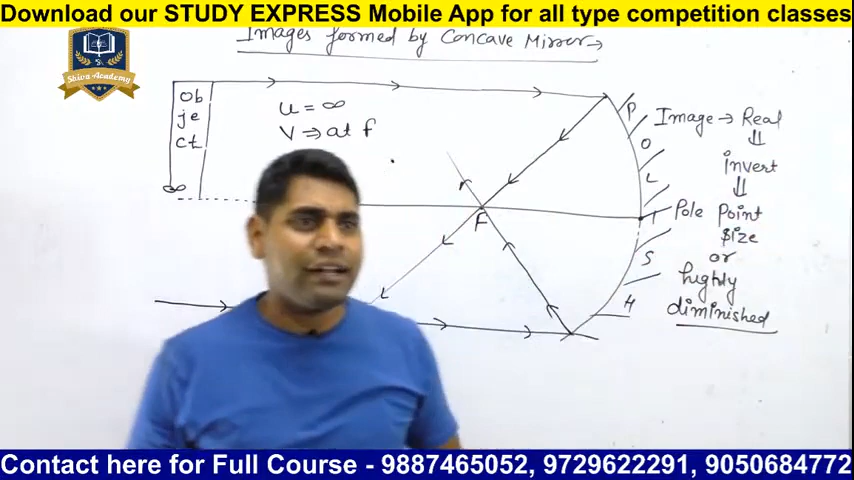 Download our STUDY EXPRESS Mobile App for all type competition classes
Images formed by Concave Mirror
Shiva Academy
ob
je
ct
∞
u = ∞
V ⇒ at f
r
F
P
O
L
I
S
H
Image → Real
⇓
invert
⇓
Pole
Point
size
or
highly
diminished
Contact here for Full Course - 9887465052, 9729622291, 9050684772